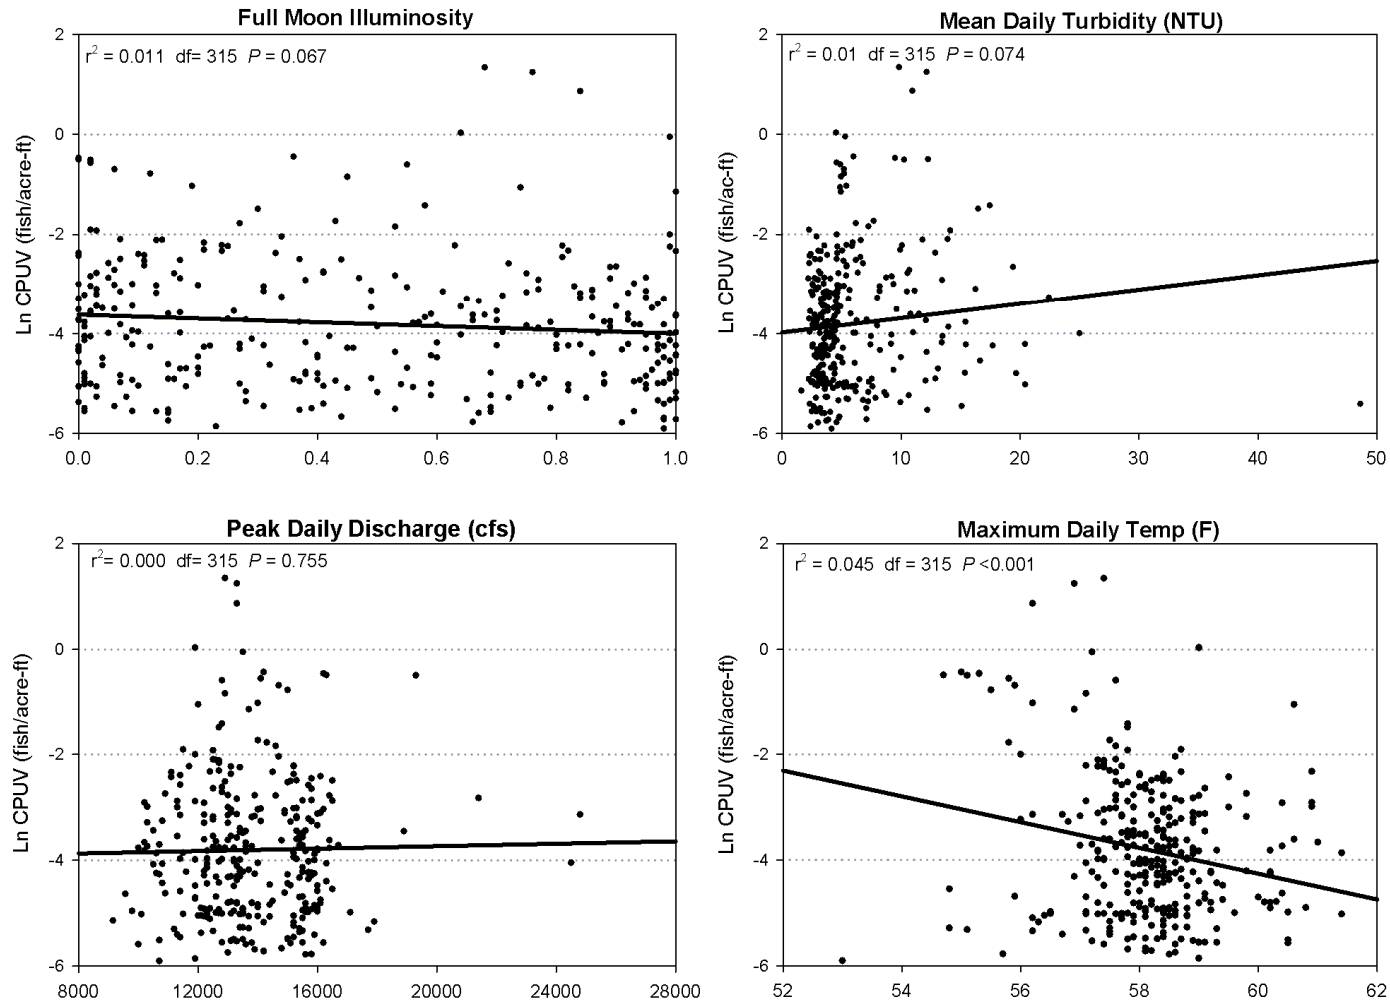 Full Moon Illuminosity
r² = 0.011 df= 315 P = 0.067
Ln CPUV (fish/acre-ft)
2
0
-2
-4
-6
0.0 0.2 0.4 0.6 0.8 1.0
Mean Daily Turbidity (NTU)
r² = 0.01 df = 315 P = 0.074
Ln CPUV (fish/ac-ft)
2
0
-2
-4
-6
0 10 20 30 40 50
Peak Daily Discharge (cfs)
r²= 0.000 df= 315 P = 0.755
Ln CPUV (fish/acre-ft)
2
0
-2
-4
-6
8000 12000 16000 20000 24000 28000
Maximum Daily Temp (F)
r² = 0.045 df = 315 P <0.001
Ln CPUV (fish/acre-ft)
2
0
-2
-4
-6
52 54 56 58 60 62